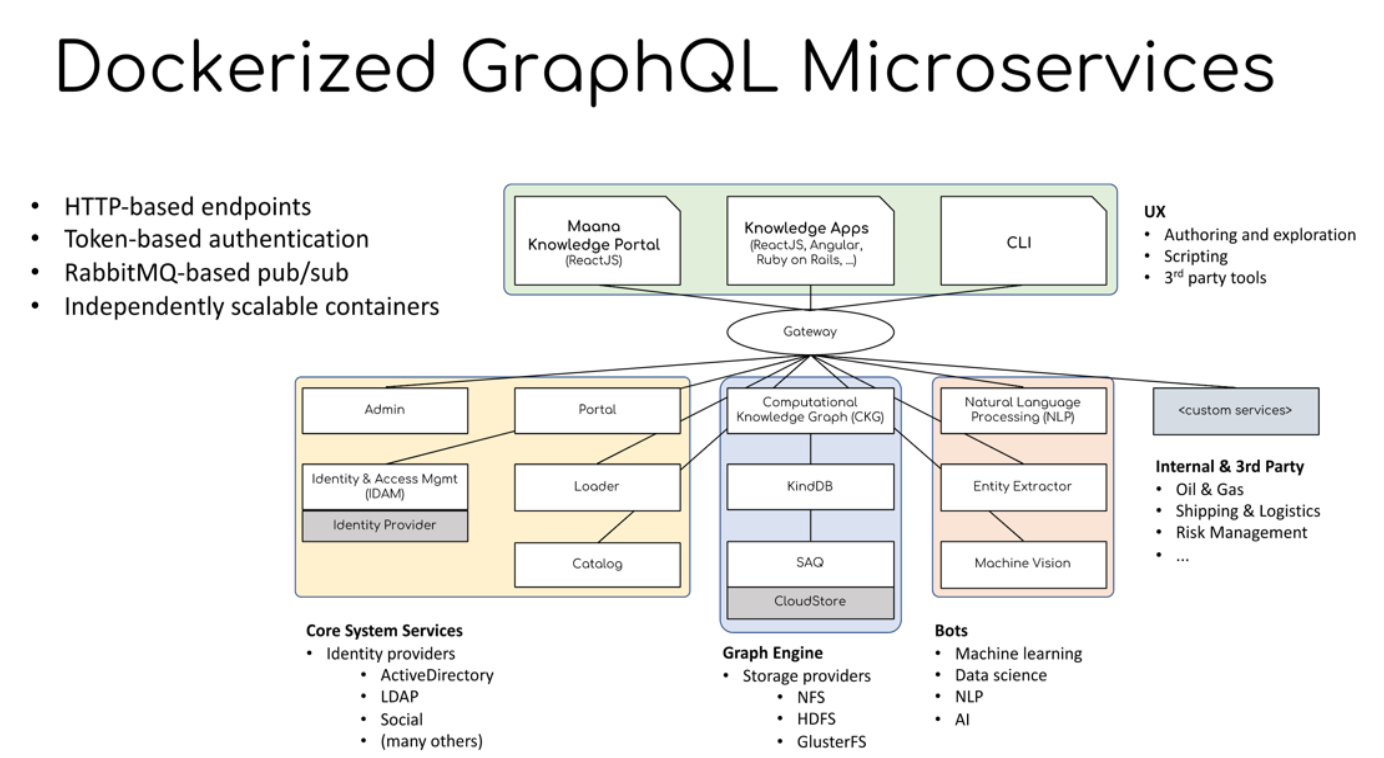 Dockerized GraphQL Microservices
• HTTP-based endpoints
• Token-based authentication
• RabbitMQ-based pub/sub
• Independently scalable containers
Maana
Knowledge Portal
(ReactJS)
Knowledge Apps
(ReactJS, Angular,
Ruby on Rails, ...)
CLI
UX
• Authoring and exploration
• Scripting
• 3rd party tools
Gateway
Admin
Portal
Identity & Access Mgmt
(IDAM)
Identity Provider
Loader
Catalog
Computational
Knowledge Graph (CKG)
KindDB
SAQ
CloudStore
Natural Language
Processing (NLP)
Entity Extractor
Machine Vision
<custom services>
Internal & 3rd Party
• Oil & Gas
• Shipping & Logistics
• Risk Management
• ...
Core System Services
• Identity providers
• ActiveDirectory
• LDAP
• Social
• (many others)
Graph Engine
• Storage providers
• NFS
• HDFS
• GlusterFS
Bots
• Machine learning
• Data science
• NLP
• AI